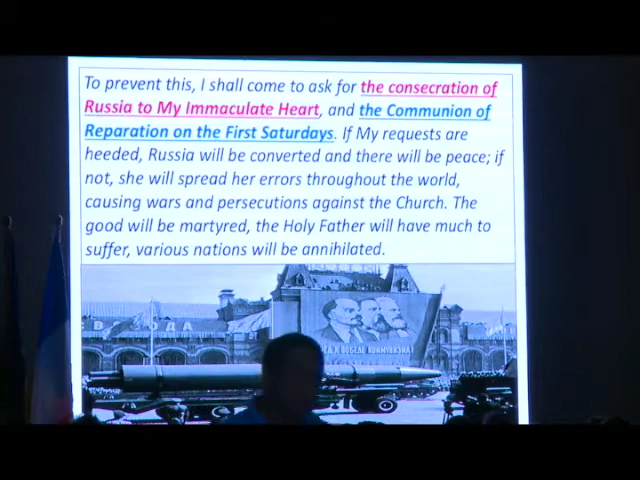 To prevent this, I shall come to ask for the consecration of
Russia to My Immaculate Heart, and the Communion of
Reparation on the First Saturdays. If My requests are
heeded, Russia will be converted and there will be peace; if
not, she will spread her errors throughout the world,
causing wars and persecutions against the Church. The
good will be martyred, the Holy Father will have much to
suffer, various nations will be annihilated.
КОММУНИЗМА!